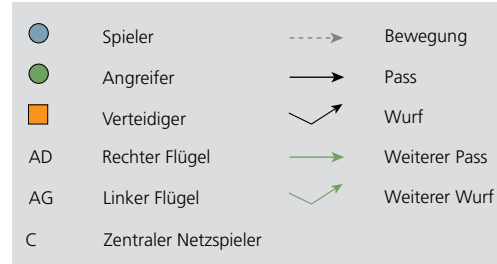 Spieler Bewegung
Angreifer Pass
Verteidiger Wurf
AD Rechter Flügel Weiterer Pass
AG Linker Flügel Weiterer Wurf
C Zentraler Netzspieler